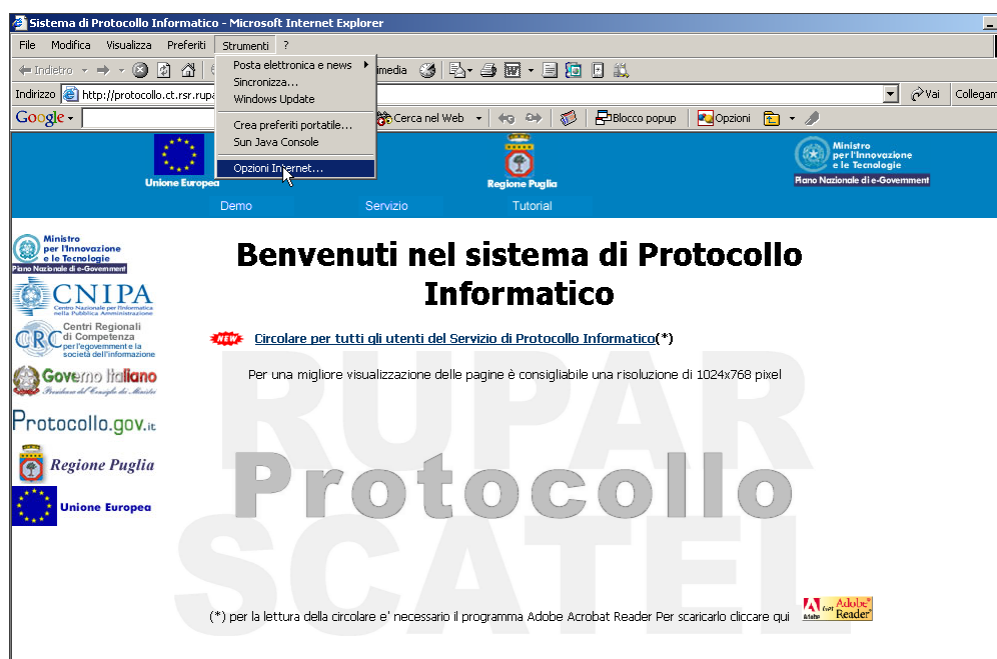 Sistema di Protocollo Informatico - Microsoft Internet Explorer
File Modifica Visualizza Preferiti Strumenti ?
Indietro
Posta elettronica e news
imedia
Sincronizza...
Indirizzo http://protocollo.ct.rsr.rupa
Windows Update
Vai Collegam
Google
Crea preferiti portatile...
Cerca nel Web Blocco popup Opzioni
Sun Java Console
Opzioni Internet...
Unione Europea
Regione Puglia
Ministro
per l'Innovazione
e le Tecnologie
Piano Nazionale di e-Government
Demo Servizio Tutorial
Ministro
per l'Innovazione
e le Tecnologie
Piano Nazionale di e-Government
CNIPA
Centro Nazionale per l'Informatica
nella Pubblica Amministrazione
CRC
Centri Regionali
di Competenza
per l'egovernment e la
società dell'informazione
Governo Italiano
Presidenza del Consiglio dei Ministri
Protocollo.gov.it
Regione Puglia
Unione Europea
Benvenuti nel sistema di Protocollo
Informatico
NEW Circolare per tutti gli utenti del Servizio di Protocollo Informatico(*)
Per una migliore visualizzazione delle pagine è consigliabile una risoluzione di 1024x768 pixel
RUPAR
Protocollo
SCATEL
(*) per la lettura della circolare e' necessario il programma Adobe Acrobat Reader Per scaricarlo cliccare qui
Adobe
Get Adobe Reader